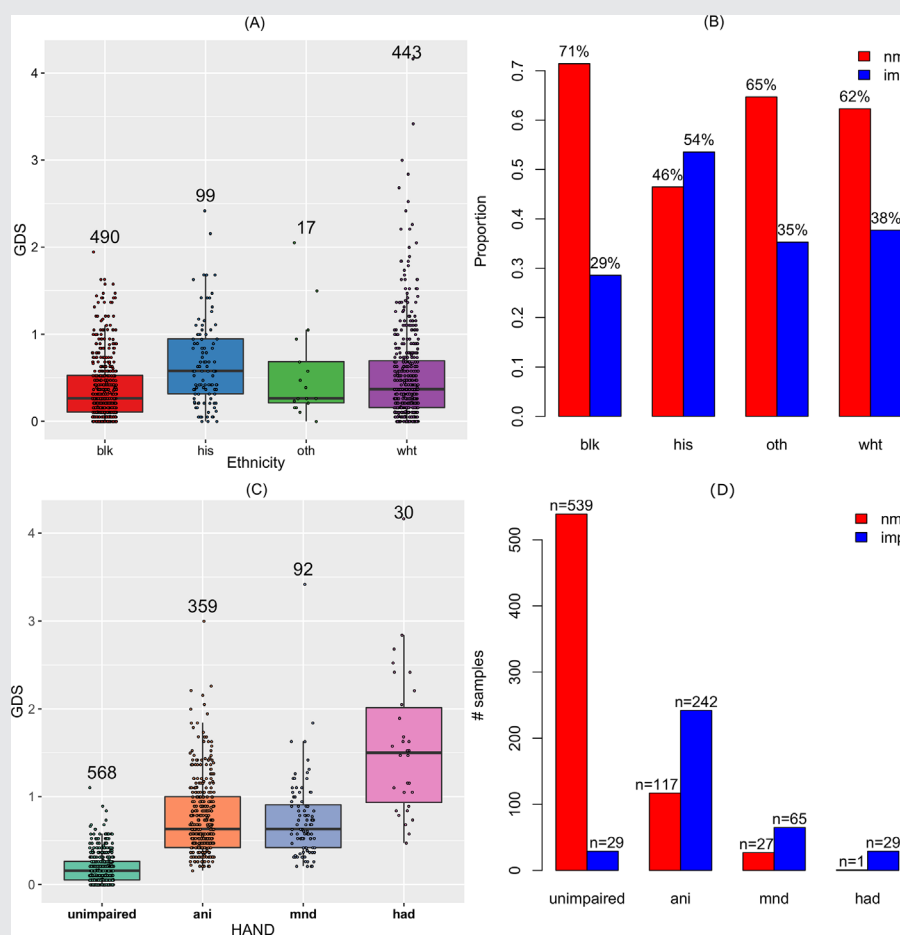 (A)
443
99
17
490
4
3
2
1
0
GDS
blk his oth wht
Ethnicity
(B)
nm
im
71%
29%
46%
54%
65%
35%
62%
38%
0.7
0.6
0.5
0.4
0.3
0.2
0.1
0.0
Proportion
blk his oth wht
(C)
30
92
359
568
4
3
2
1
0
GDS
unimpaired ani mnd had
HAND
(D)
nm
imp
n=539
n=29
n=117
n=242
n=27
n=65
n=1
n=29
500
400
300
200
100
0
# samples
unimpaired ani mnd had